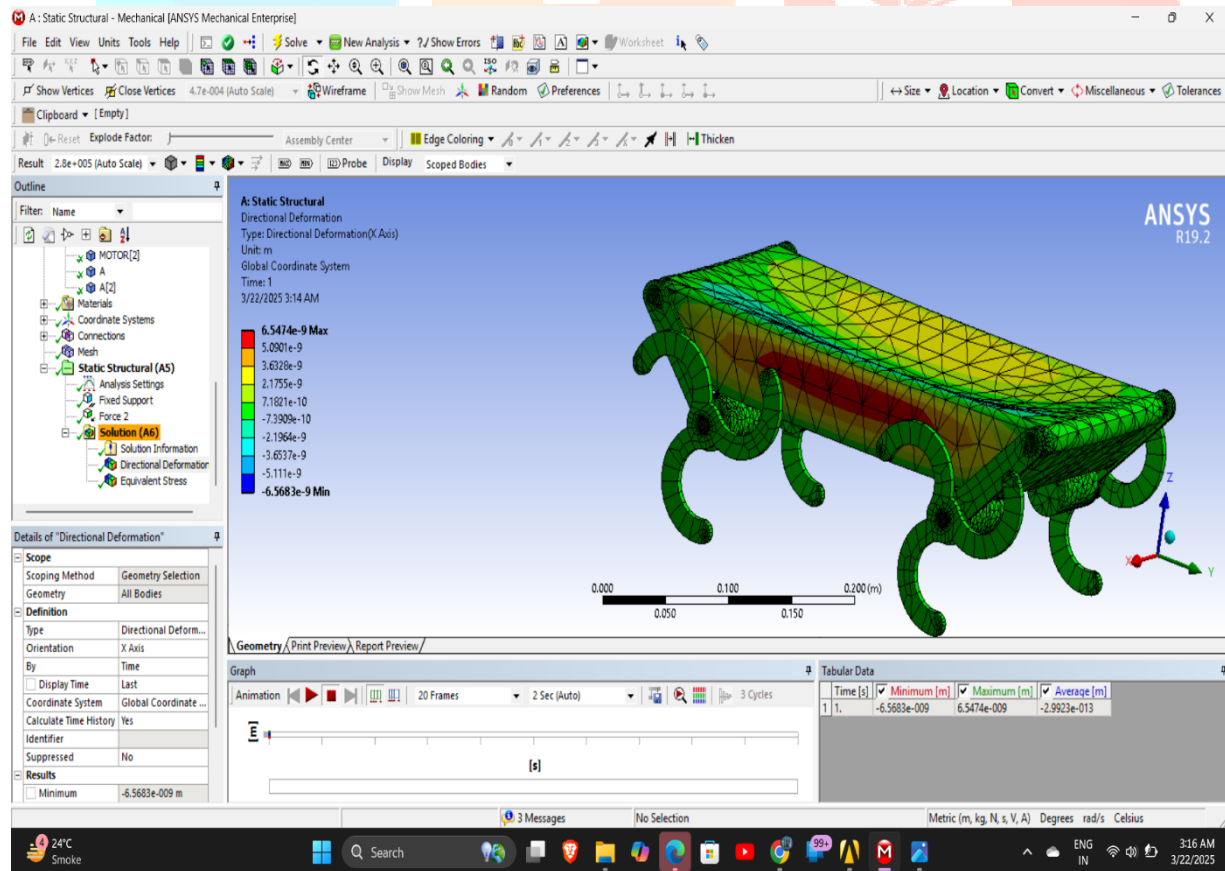 A : Static Structural - Mechanical [ANSYS Mechanical Enterprise]
File Edit View Units Tools Help
Solve New Analysis ?/ Show Errors Worksheet
Show Vertices Close Vertices 4.7e-004 (Auto Scale) Wireframe Show Mesh Random Preferences Size Location Convert Miscellaneous Tolerances
Clipboard [Empty]
Reset Explode Factor: Assembly Center Edge Coloring Thicken
Result 2.8e+005 (Auto Scale) MAX MIN Probe Display Scoped Bodies
Outline
Filter: Name
MOTOR[2]
A
A[2]
Materials
Coordinate Systems
Connections
Mesh
Static Structural (A5)
Analysis Settings
Fixed Support
Force 2
Solution (A6)
Solution Information
Directional Deformation
Equivalent Stress
Details of "Directional Deformation"
Scope
Scoping Method Geometry Selection
Geometry All Bodies
Definition
Type Directional Deform...
Orientation X Axis
By Time
Display Time Last
Coordinate System Global Coordinate ...
Calculate Time History Yes
Identifier
Suppressed No
Results
Minimum -6.5683e-009 m
A: Static Structural
Directional Deformation
Type: Directional Deformation(X Axis)
Unit: m
Global Coordinate System
Time: 1
3/22/2025 3:14 AM
6.5474e-9 Max
5.0901e-9
3.6328e-9
2.1755e-9
7.1821e-10
-7.3909e-10
-2.1964e-9
-3.6537e-9
-5.111e-9
-6.5683e-9 Min
ANSYS
R19.2
Z
X
Y
0.000 0.100 0.200 (m)
0.050 0.150
Geometry Print Preview Report Preview
Graph
Animation 20 Frames 2 Sec (Auto) 3 Cycles
[s]
Tabular Data
Time [s] Minimum [m] Maximum [m] Average [m]
1 1. -6.5683e-009 6.5474e-009 -2.9923e-013
3 Messages No Selection Metric (m, kg, N, s, V, A) Degrees rad/s Celsius
4
24°C
Smoke
Search
99+
ENG
IN
3:16 AM
3/22/2025